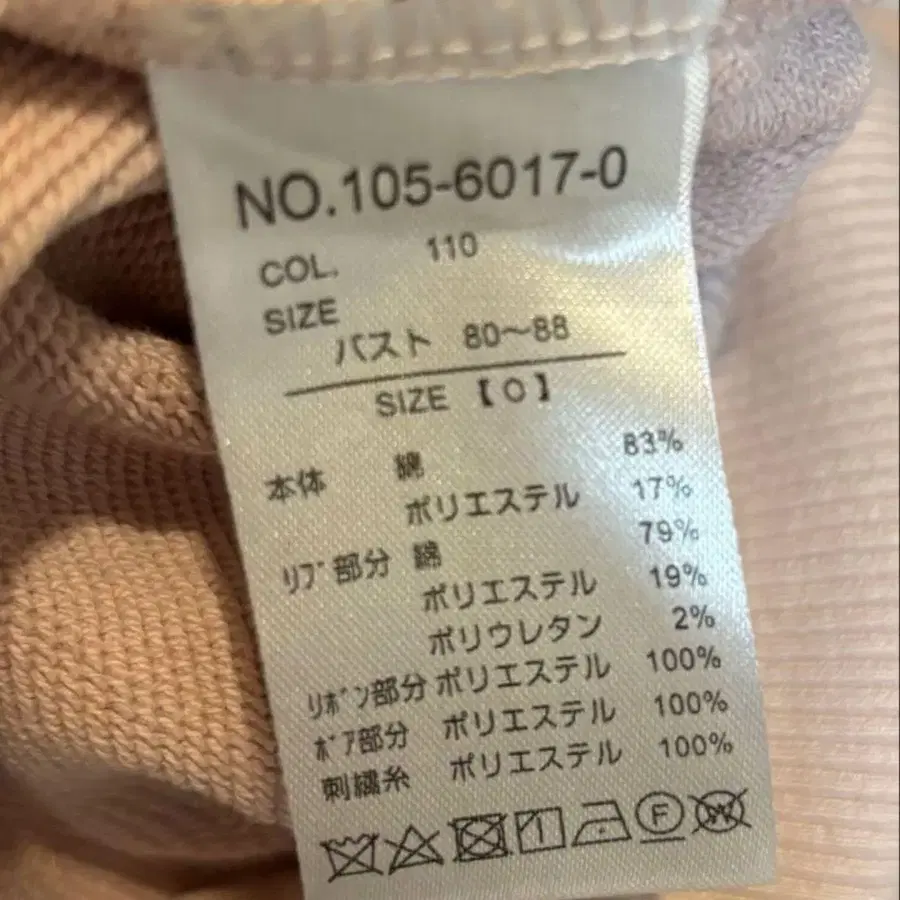 NO.105-6017-0
COL. 110
SIZE
バスト 80〜88
SIZE 【O】
本体 綿 83%
ポリエステル 17%
リブ部分 綿 79%
ポリエステル 19%
ポリウレタン 2%
リボン部分 ポリエステル 100%
ボア部分 ポリエステル 100%
刺繍糸 ポリエステル 100%
F W